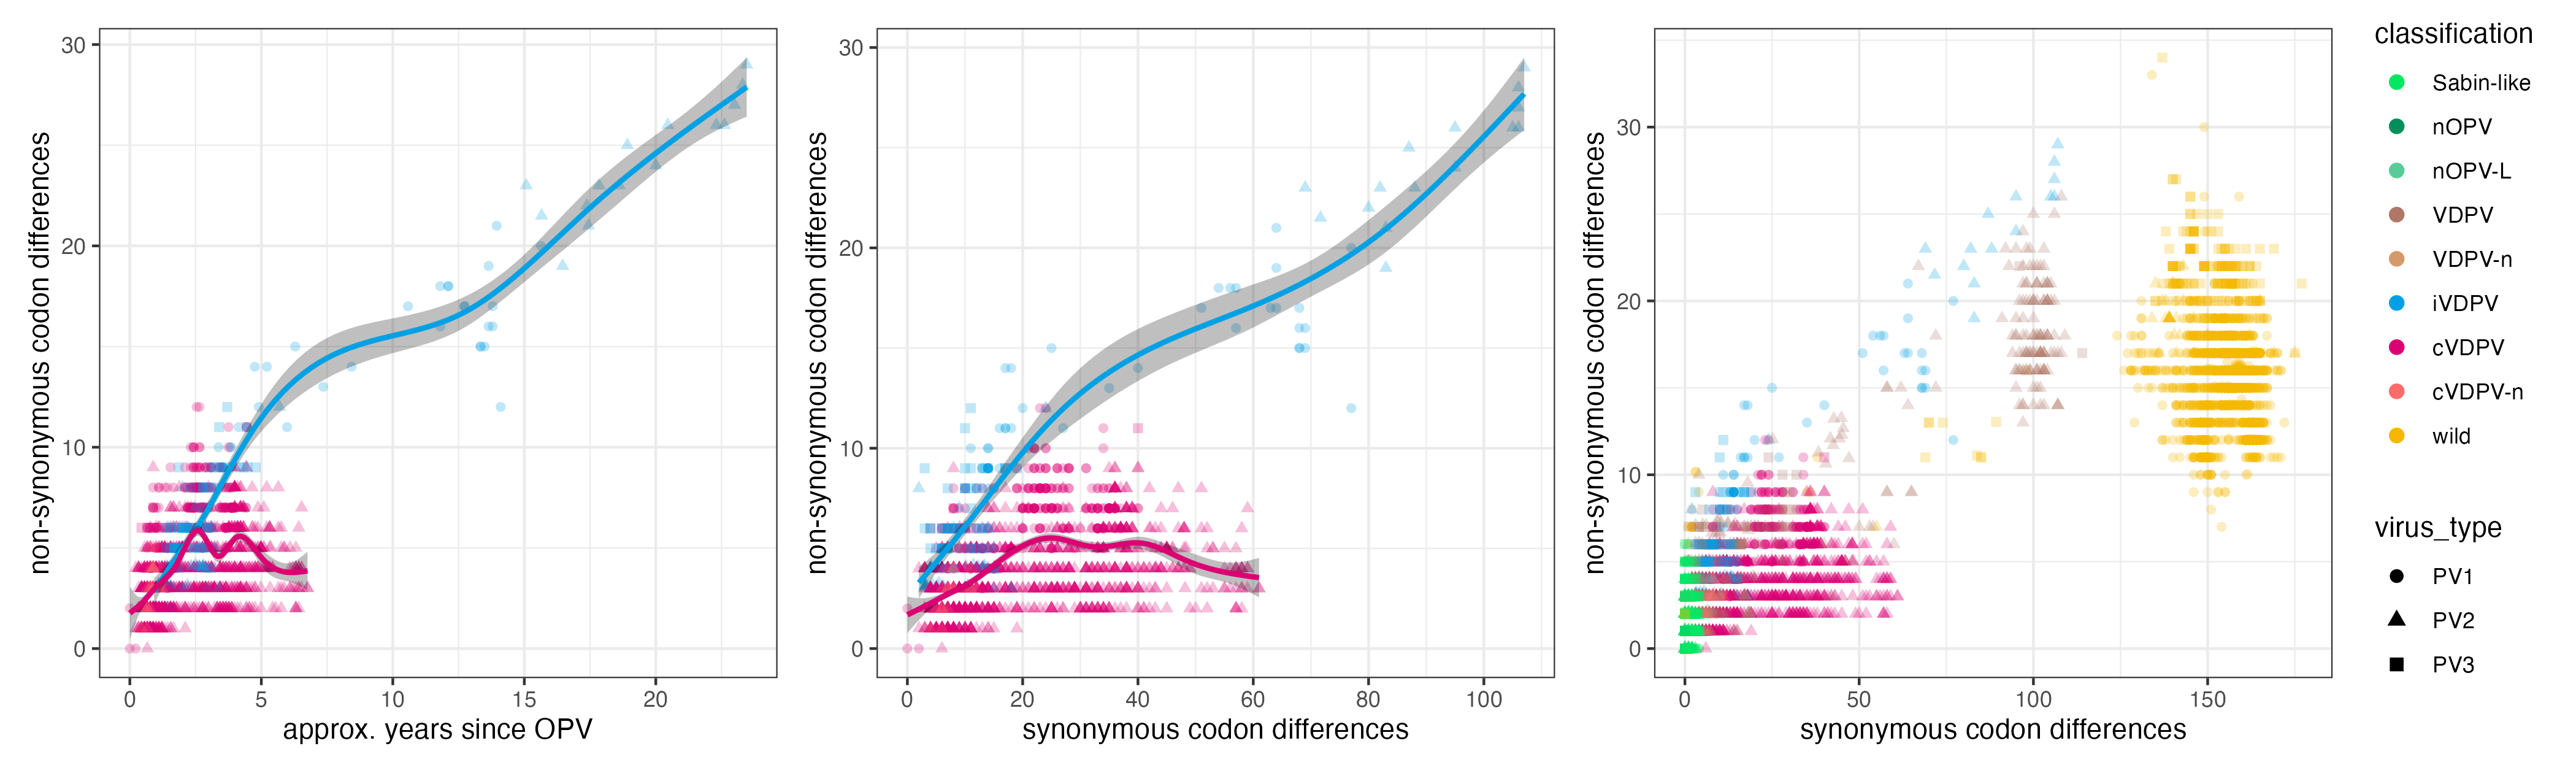 30
20
10
0
non-synonymous codon differences
0 5 10 15 20
approx. years since OPV
30
20
10
0
non-synonymous codon differences
0 20 40 60 80 100
synonymous codon differences
30
20
10
0
non-synonymous codon differences
0 50 100 150
synonymous codon differences
classification
Sabin-like
nOPV
nOPV-L
VDPV
VDPV-n
iVDPV
cVDPV
cVDPV-n
wild
virus_type
PV1
PV2
PV3